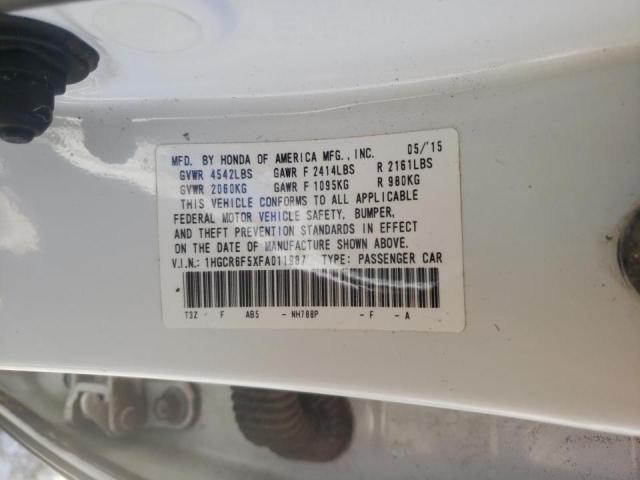 MFD. BY HONDA OF AMERICA MFG., INC. 05/'15
GVWR 4542LBS GAWR F 2414LBS R 2161LBS
GVWR 2060KG GAWR F 1095KG R 980KG
THIS VEHICLE CONFORMS TO ALL APPLICABLE
FEDERAL MOTOR VEHICLE SAFETY, BUMPER,
AND THEFT PREVENTION STANDARDS IN EFFECT
ON THE DATE OF MANUFACTURE SHOWN ABOVE.
V.I.N.: 1HGCR6F5XFA011987 TYPE: PASSENGER CAR
T3Z F AB5 - NH788P - F - A